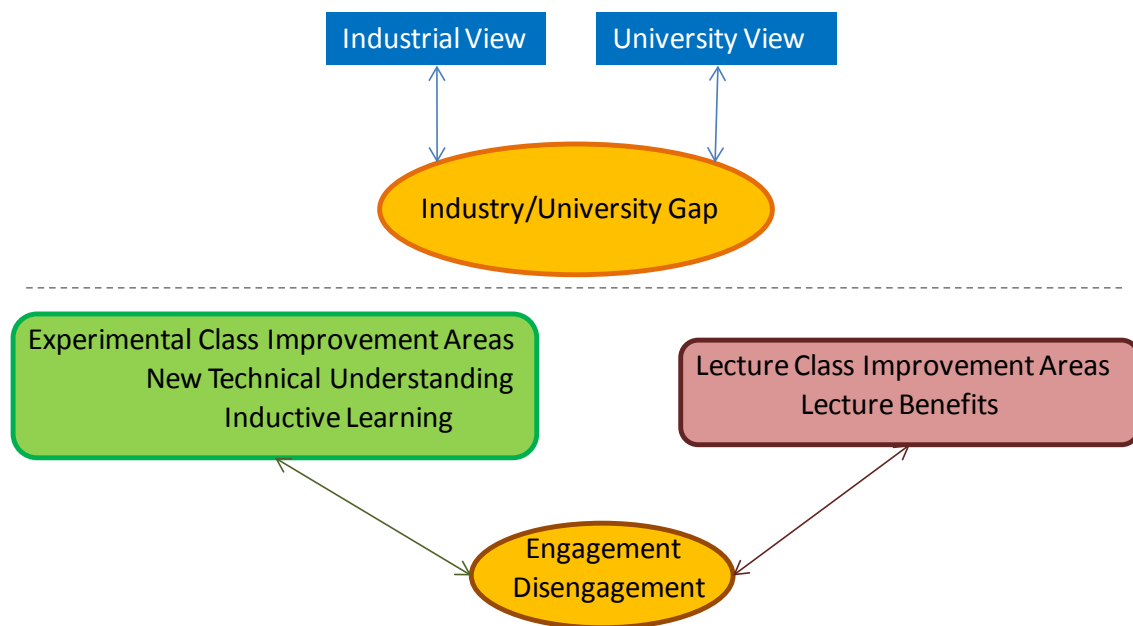 Industrial View
University View
Industry/University Gap
Experimental Class Improvement Areas
New Technical Understanding
Inductive Learning
Lecture Class Improvement Areas
Lecture Benefits
Engagement
Disengagement